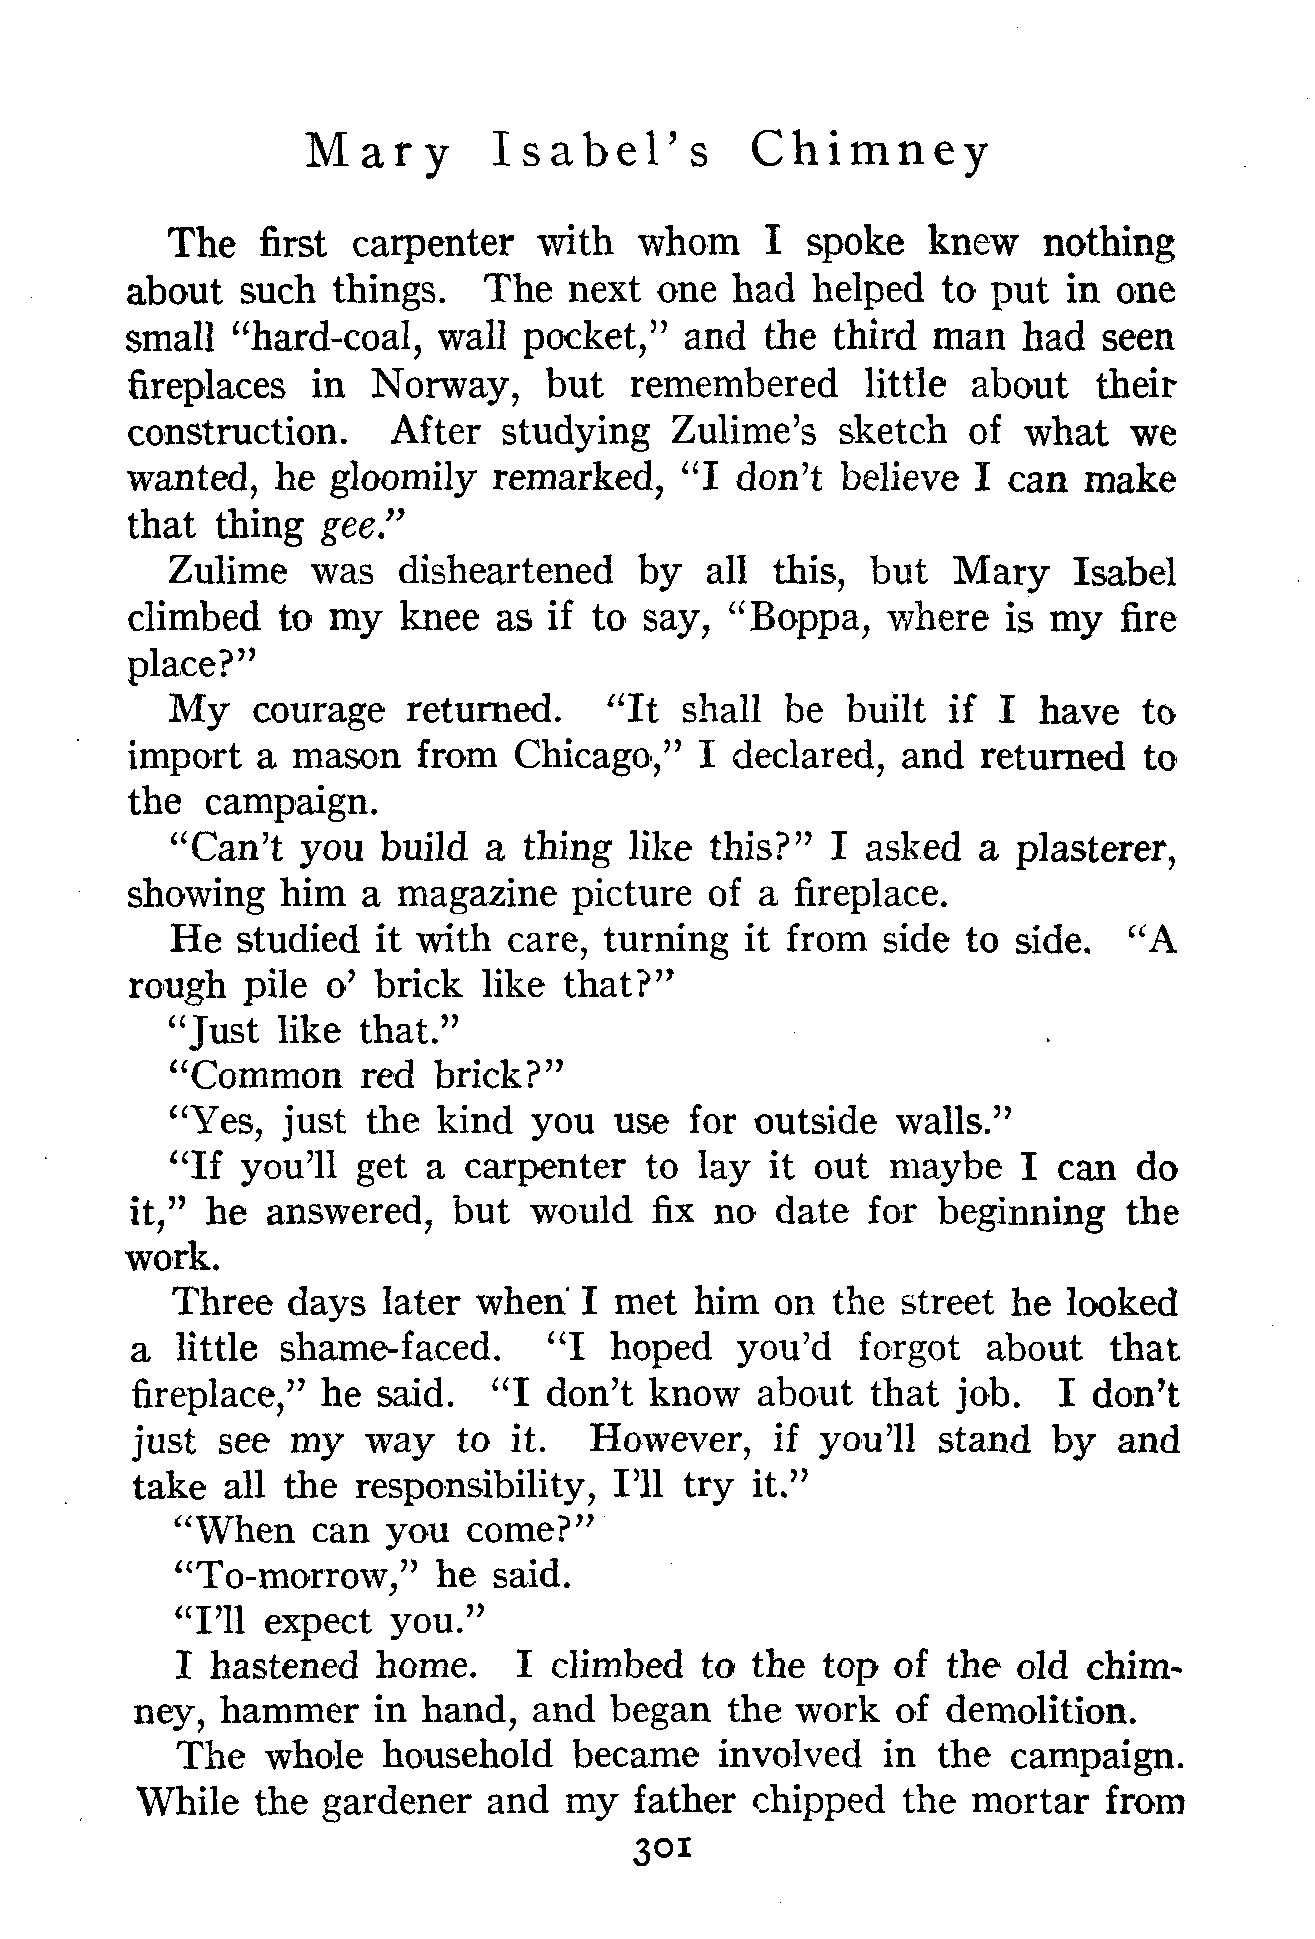 Mary Isabel's Chimney
The first carpenter with whom I spoke knew nothing
about such things. The next one had helped to put in one
small “hard-coal, wall pocket,” and the third man had seen
fireplaces in Norway, but remembered little about their
construction. After studying Zulime’s sketch of what we
wanted, he gloomily remarked, “I don’t believe I can make
that thing gee.”
Zulime was disheartened by all this, but Mary Isabel
climbed to my knee as if to say, “Boppa, where is my fire
place?”
My courage returned. “It shall be built if I have to
import a mason from Chicago,” I declared, and returned to
the campaign.
“Can’t you build a thing like this?” I asked a plasterer,
showing him a magazine picture of a fireplace.
He studied it with care, turning it from side to side. “A
rough pile o’ brick like that?”
“Just like that.”
“Common red brick?”
“Yes, just the kind you use for outside walls.”
“If you’ll get a carpenter to lay it out maybe I can do
it,” he answered, but would fix no date for beginning the
work.
Three days later when I met him on the street he looked
a little shame-faced. “I hoped you’d forgot about that
fireplace,” he said. “I don’t know about that job. I don’t
just see my way to it. However, if you’ll stand by and
take all the responsibility, I’ll try it.”
“When can you come?”
“To-morrow,” he said.
“I’ll expect you.”
I hastened home. I climbed to the top of the old chim-
ney, hammer in hand, and began the work of demolition.
The whole household became involved in the campaign.
While the gardener and my father chipped the mortar from
301